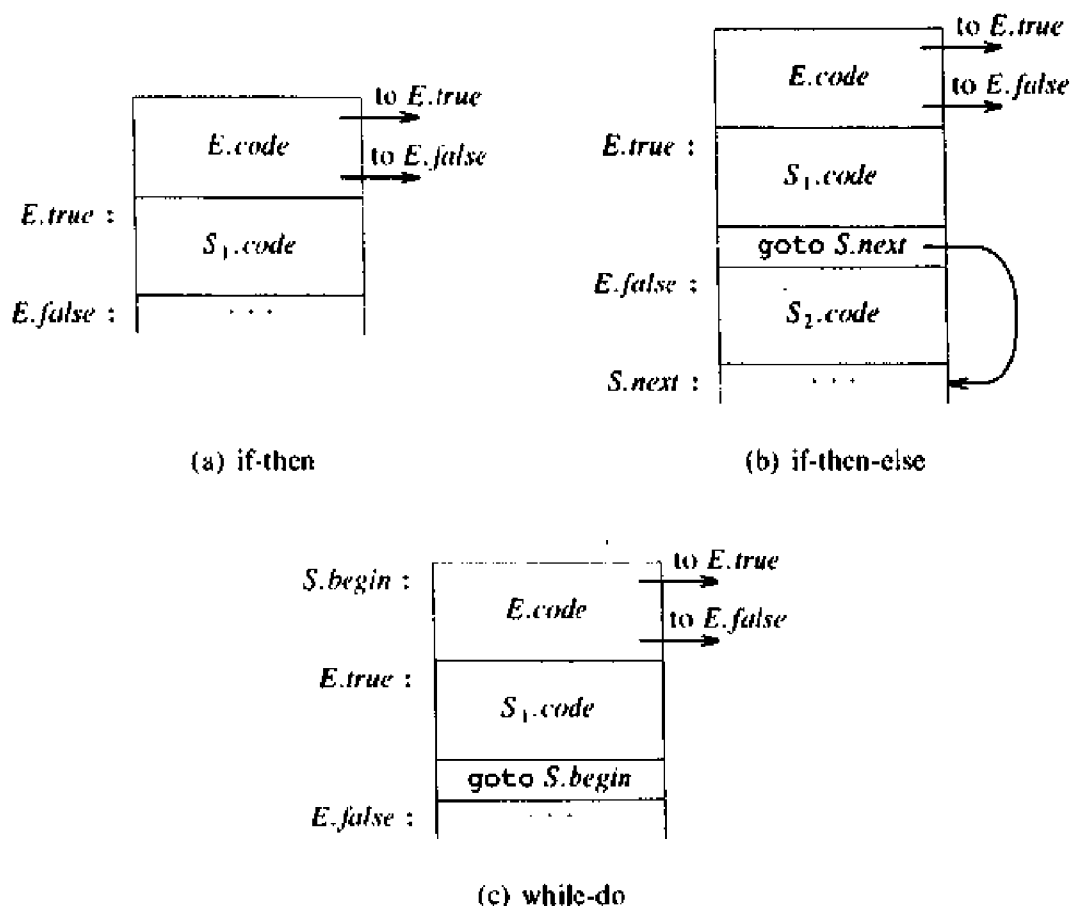 to E.true
E.code
to E.false
E.true :
S₁.code
E.false :
. . .
(a) if-then
to E.true
E.code
to E.false
E.true :
S₁.code
goto S.next
E.false :
S₂.code
S.next :
. . .
(b) if-then-else
S.begin :
to E.true
E.code
to E.false
E.true :
S₁.code
goto S.begin
E.false :
. . .
(c) while-do